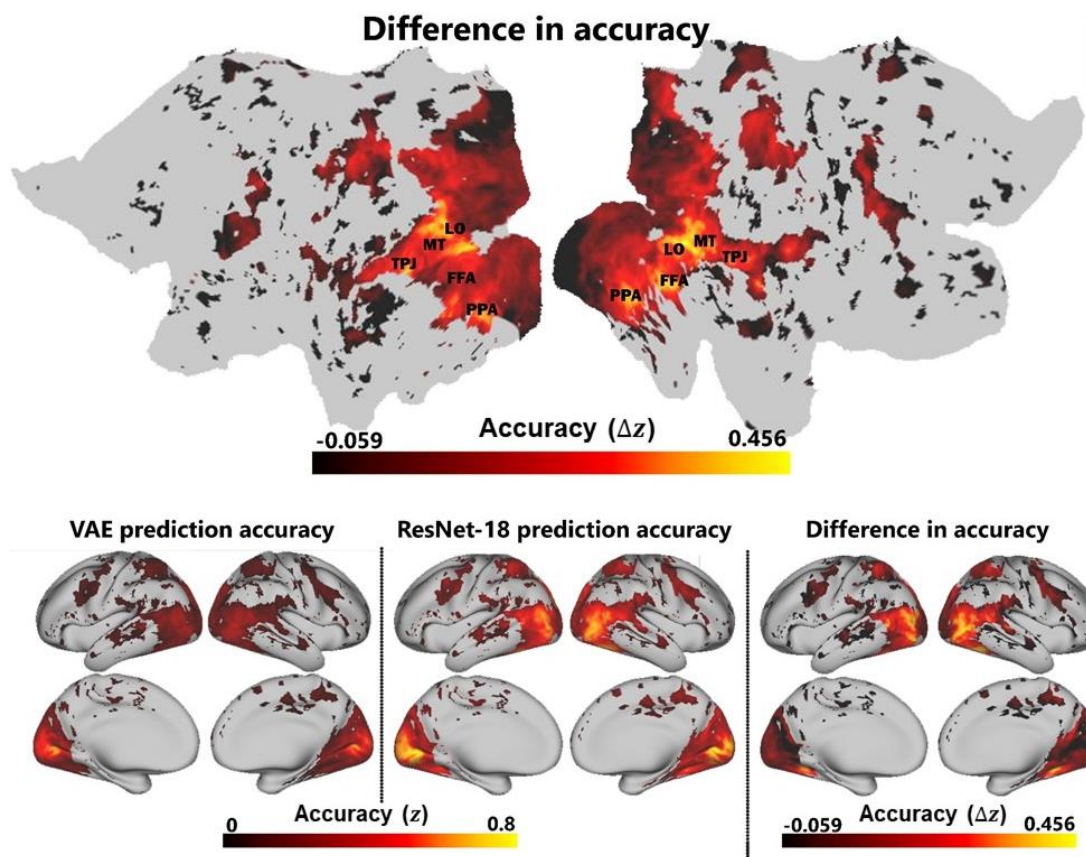 Difference in accuracy
LO
MT
TPJ
FFA
PPA
LO
MT
TPJ
FFA
PPA
Accuracy (Δz)
-0.059
0.456
VAE prediction accuracy
ResNet-18 prediction accuracy
Difference in accuracy
Accuracy (z)
0
0.8
Accuracy (Δz)
-0.059
0.456